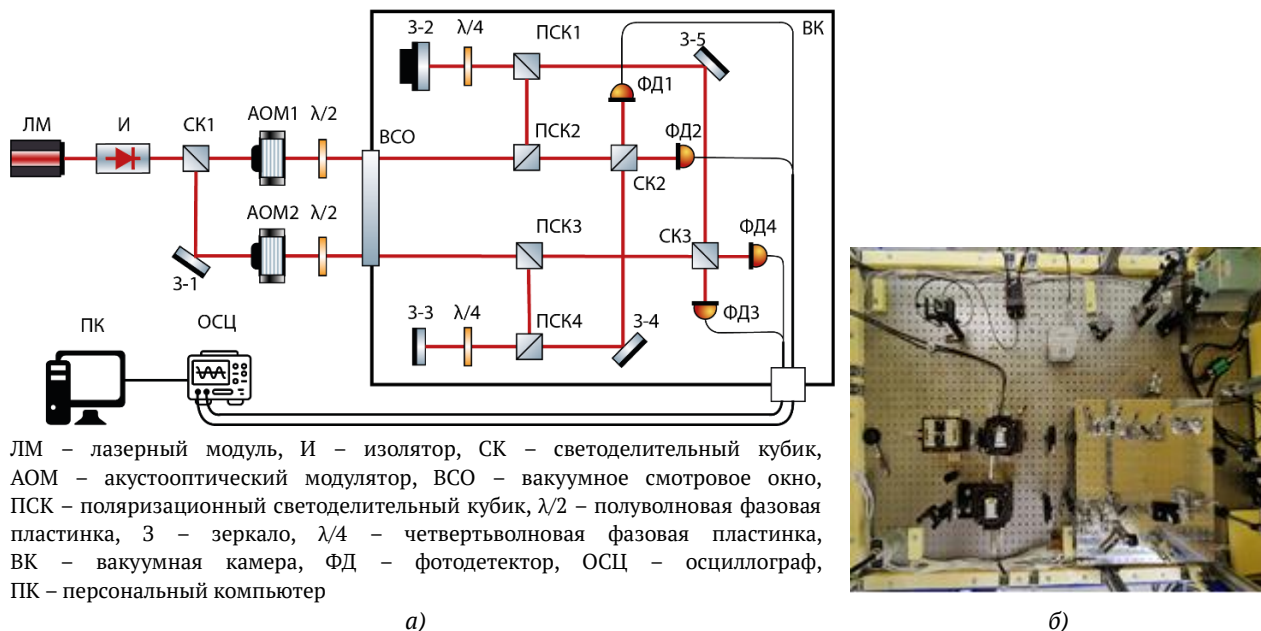 З-2
λ/4
ПСК1
З-5
ВК
ФД1
ЛМ
И
СК1
АОМ1
λ/2
ВСО
ПСК2
ФД2
СК2
АОМ2
λ/2
ПСК3
СК3
ФД4
З-1
З-3
λ/4
ПСК4
З-4
ФД3
ПК
ОСЦ
ЛМ – лазерный модуль, И – изолятор, СК – светоделительный кубик,
АОМ – акустооптический модулятор, ВСО – вакуумное смотровое окно,
ПСК – поляризационный светоделительный кубик, λ/2 – полуволновая фазовая
пластинка, З – зеркало, λ/4 – четвертьволновая фазовая пластинка,
ВК – вакуумная камера, ФД – фотодетектор, ОСЦ – осциллограф,
ПК – персональный компьютер
а)
б)